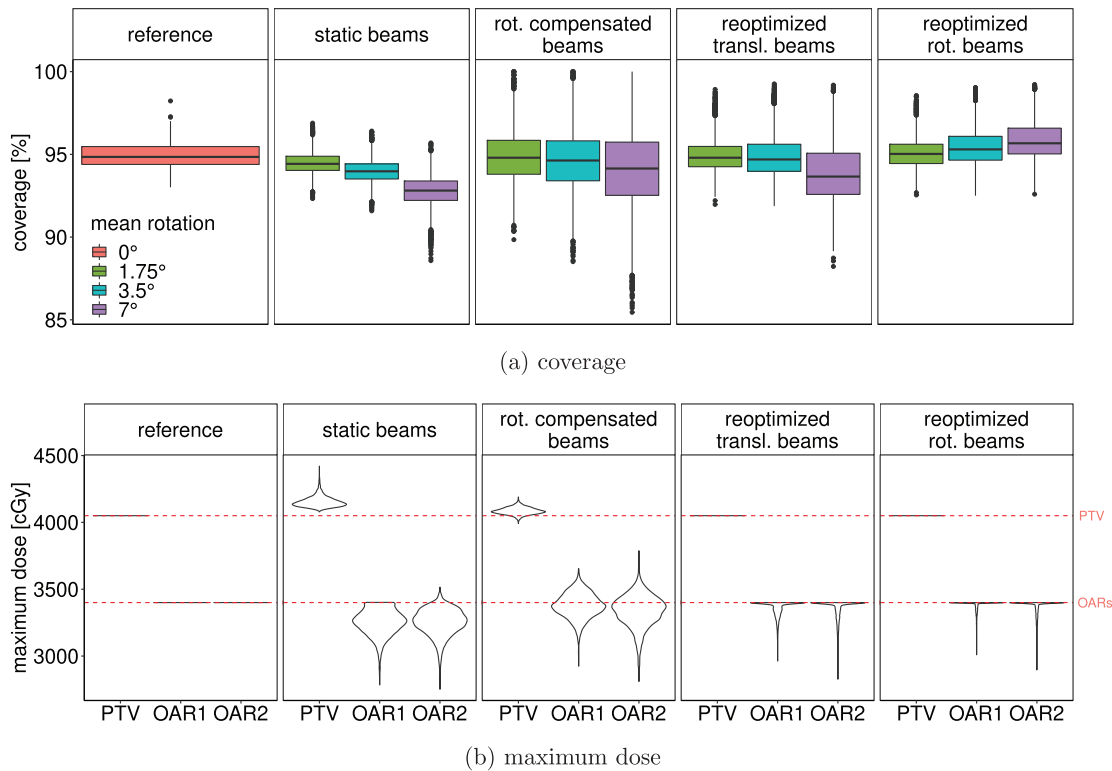 reference
static beams
rot. compensated
beams
reoptimized
transl. beams
reoptimized
rot. beams
coverage [%]
100
95
90
85
mean rotation
0°
1.75°
3.5°
7°
(a) coverage
reference
static beams
rot. compensated
beams
reoptimized
transl. beams
reoptimized
rot. beams
maximum dose [cGy]
4500
4000
3500
3000
PTV
OARs
PTV OAR1 OAR2
PTV OAR1 OAR2
PTV OAR1 OAR2
PTV OAR1 OAR2
PTV OAR1 OAR2
(b) maximum dose